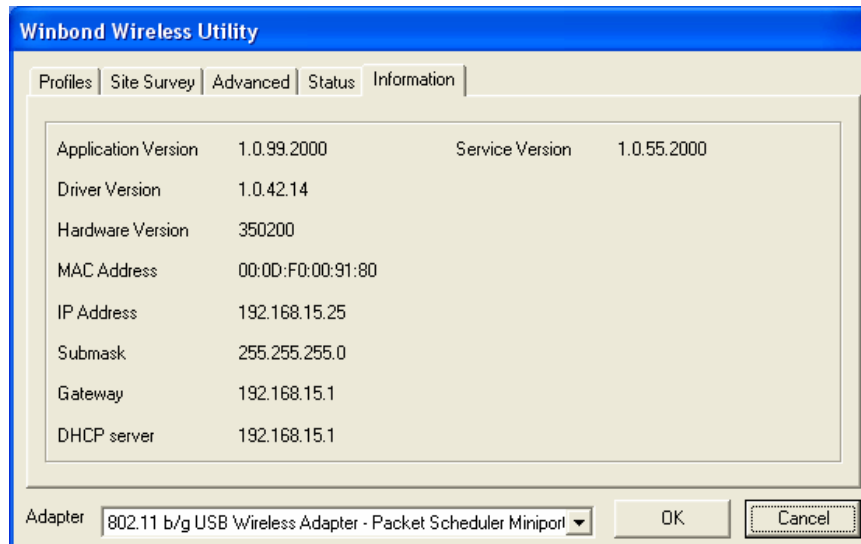 Winbond Wireless Utility
Profiles Site Survey Advanced Status Information
Application Version 1.0.99.2000 Service Version 1.0.55.2000
Driver Version 1.0.42.14
Hardware Version 350200
MAC Address 00:0D:F0:00:91:80
IP Address 192.168.15.25
Submask 255.255.255.0
Gateway 192.168.15.1
DHCP server 192.168.15.1
Adapter 802.11 b/g USB Wireless Adapter - Packet Scheduler Miniport OK Cancel